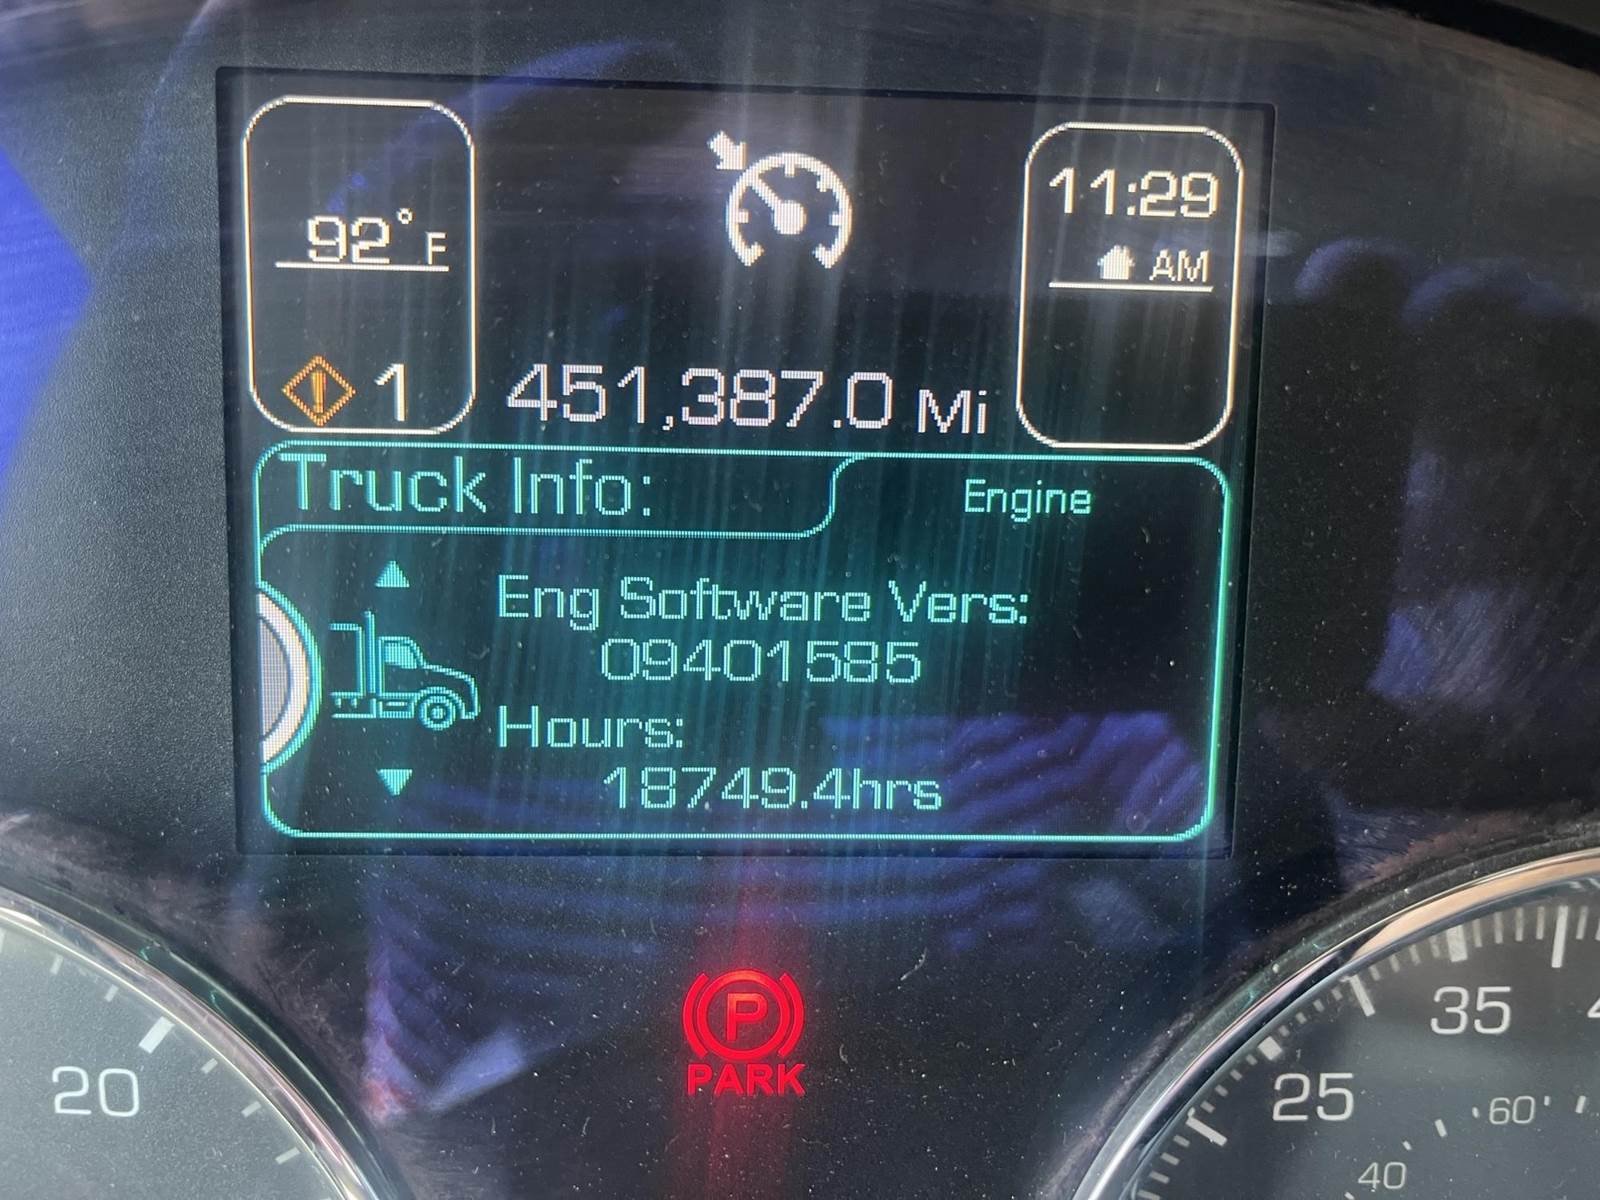 92°F
11:29
AM
1
451,387.0 Mi
Truck Info:
Engine
Eng Software Vers:
09401585
Hours:
18749.4hrs
P
PARK
20
35
25
60
40